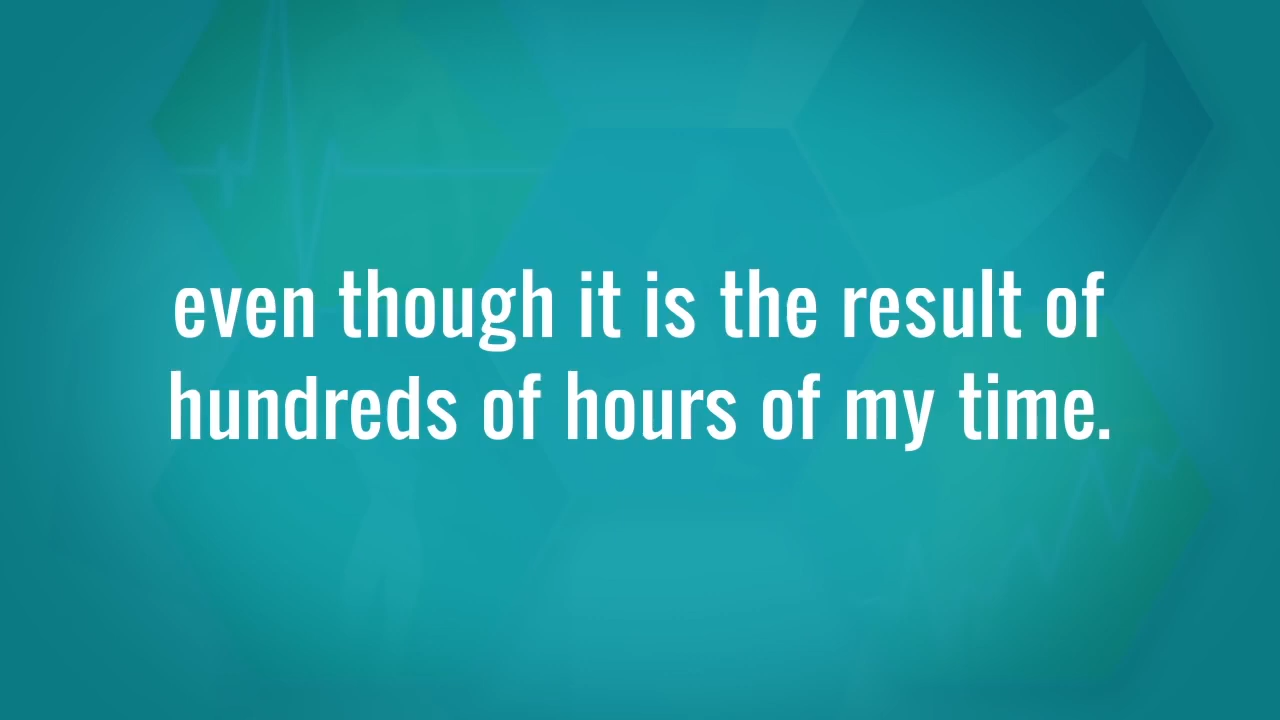 even though it is the result of
hundreds of hours of my time.